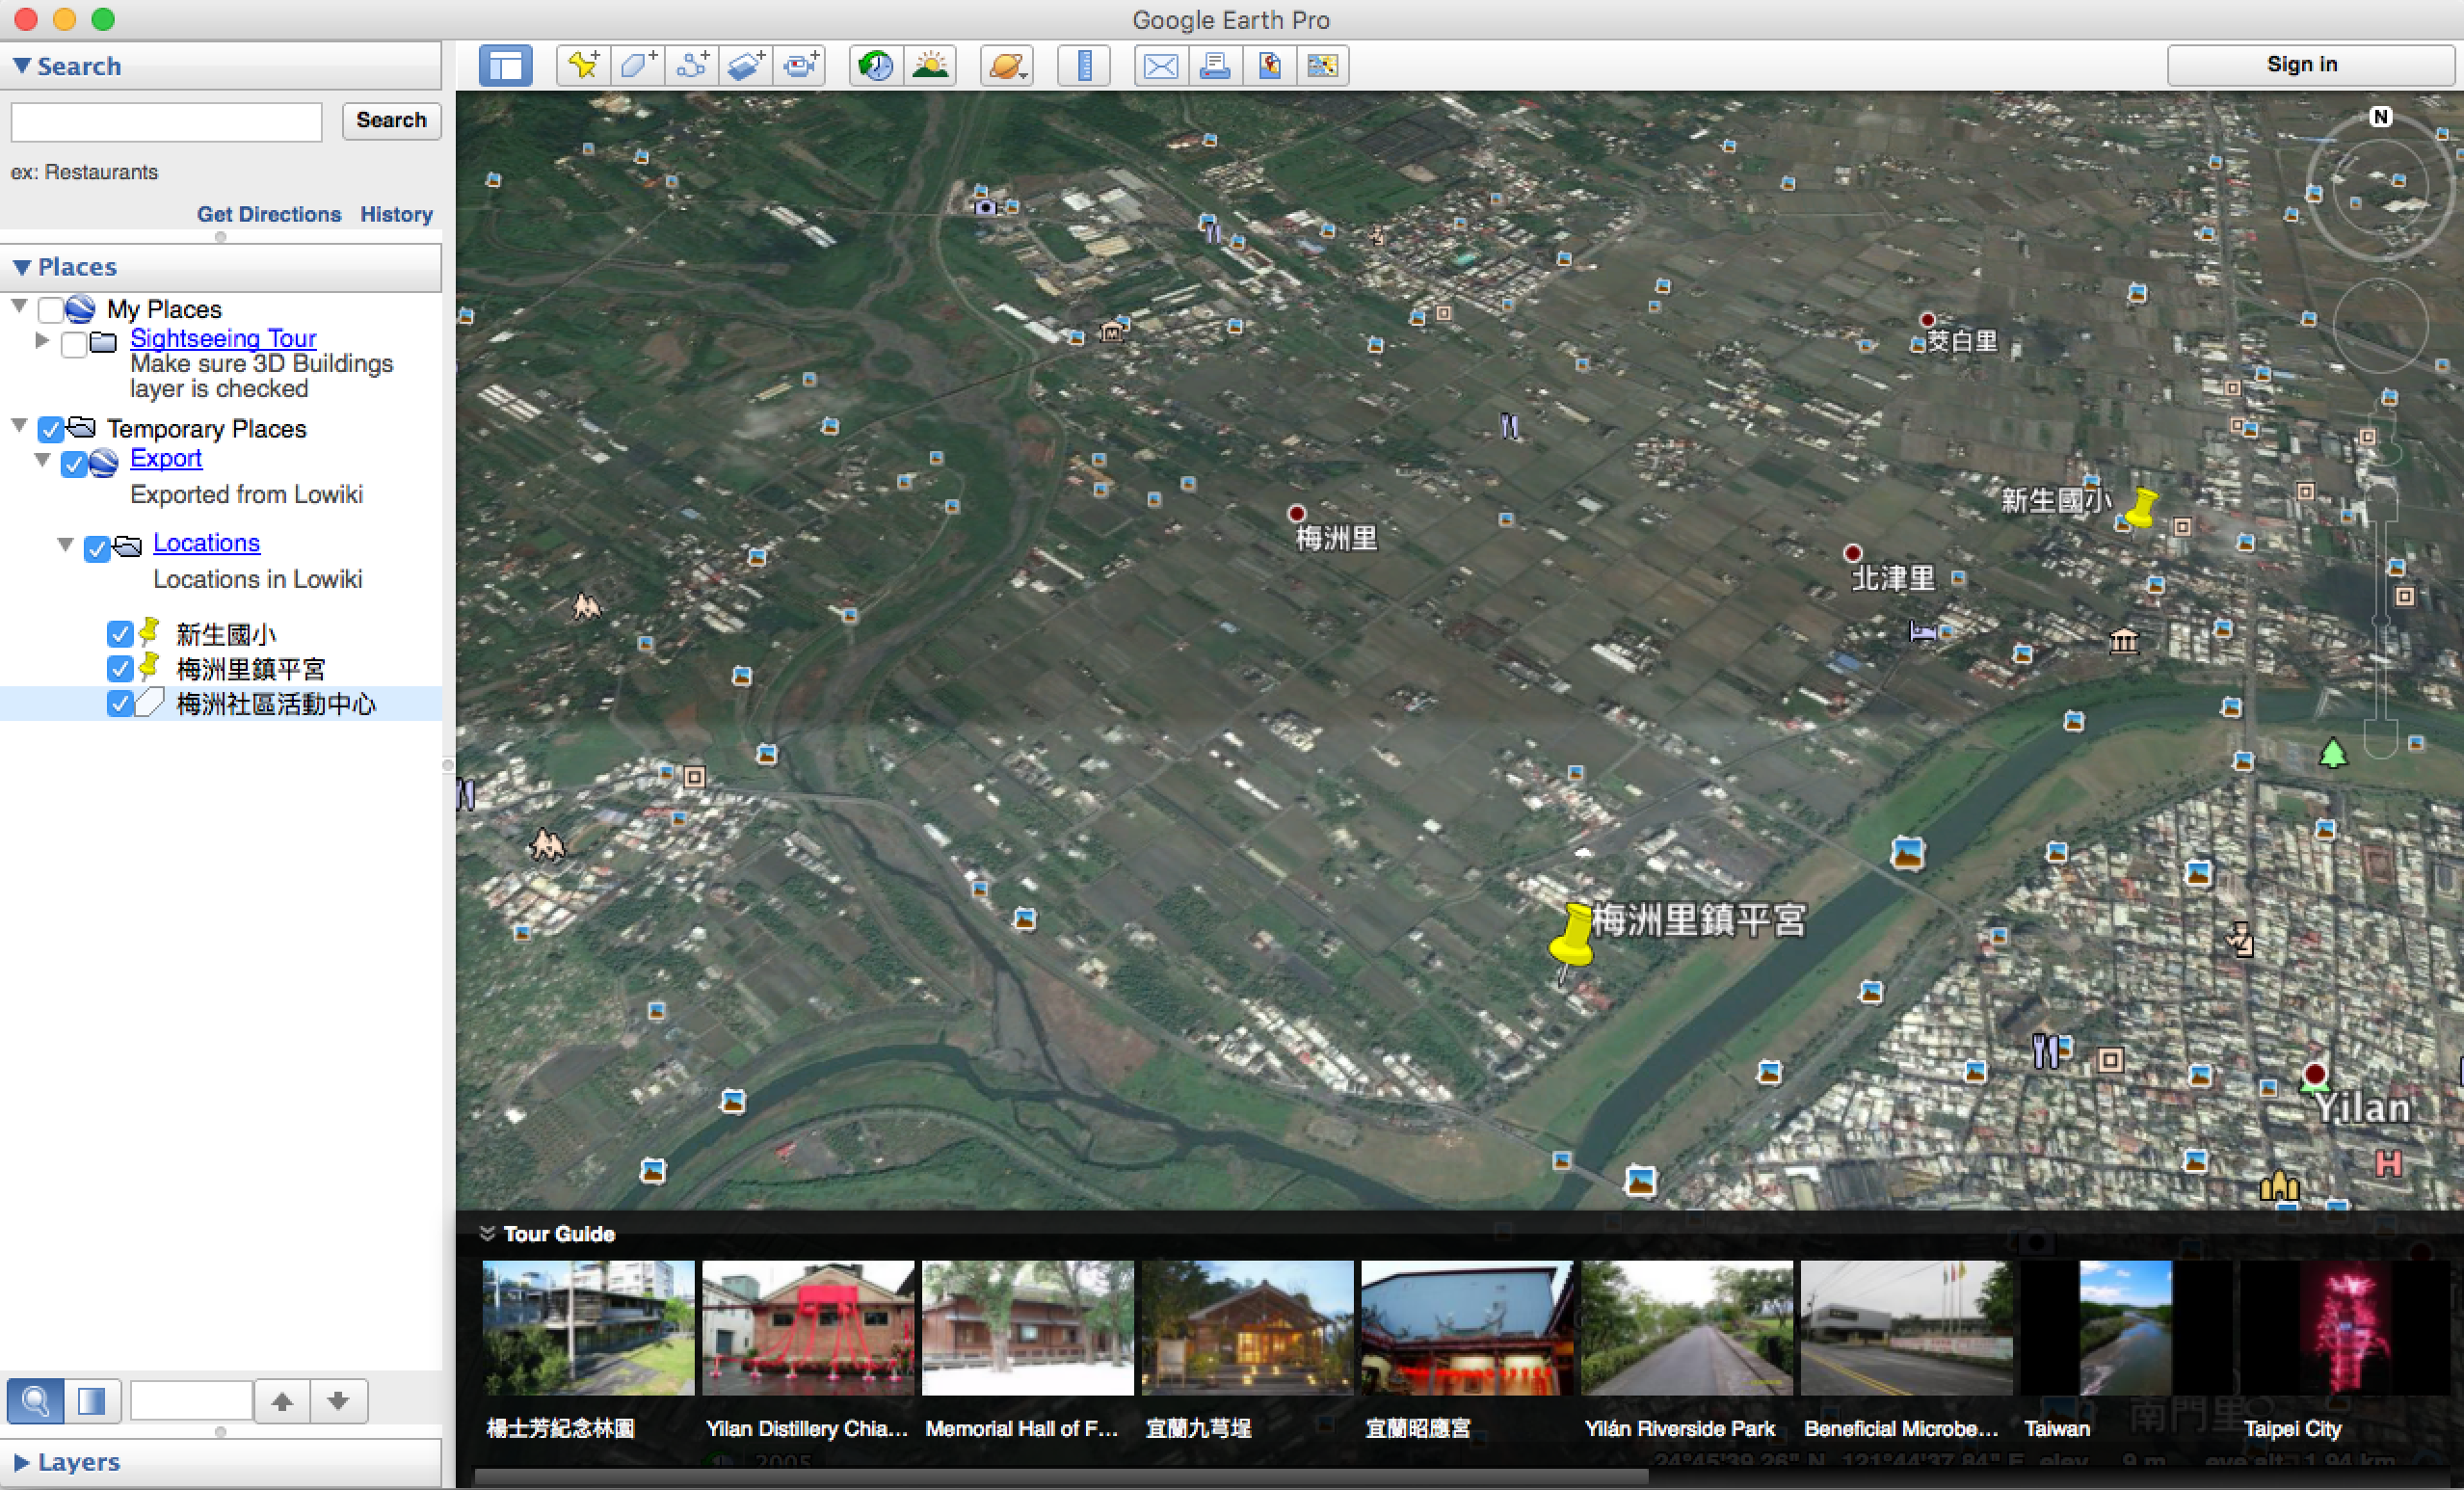 Google Earth Pro
Search
Search
ex: Restaurants
Get Directions History
Places
My Places
Sightseeing Tour
Make sure 3D Buildings
layer is checked
Temporary Places
Export
Exported from Lowiki
Locations
Locations in Lowiki
新生國小
梅洲里鎮平宮
梅洲社區活動中心
Layers
Sign in
N
茭白里
新生國小
梅洲里
北津里
梅洲里鎮平宮
Yilan
H
Tour Guide
楊士芳紀念林園
Yilan Distillery Chia...
Memorial Hall of F...
宜蘭九芎埕
宜蘭昭應宮
Yilán Riverside Park
Beneficial Microbe...
Taiwan
Taipei City
南門里
2005
24°45'39.26" N 121°44'37.84" E elev 9 m eye alt 1.94 km